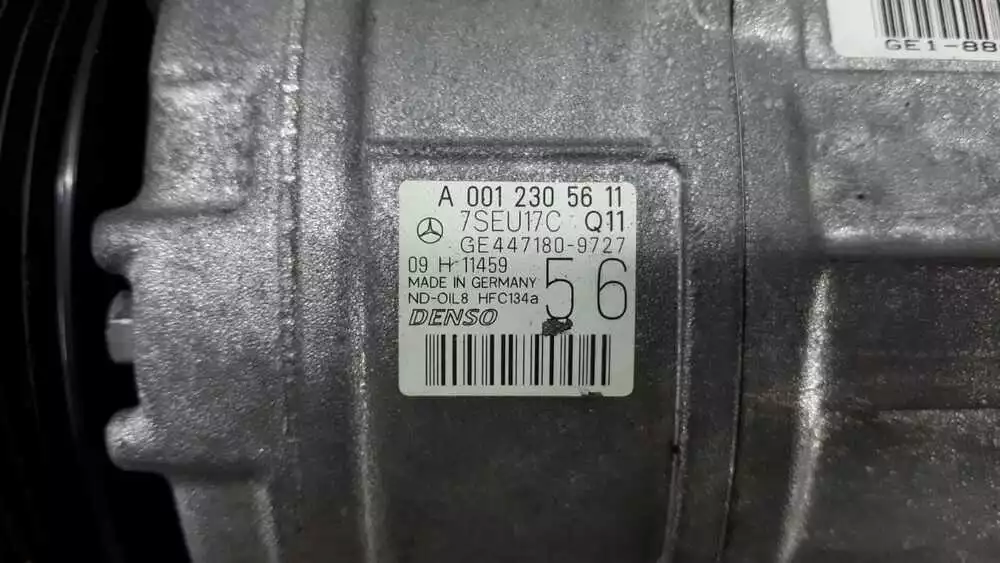 GE1-88
A 001 230 56 11
7SEU17C Q11
GE447180-9727
09 H 11459
MADE IN GERMANY
ND-OIL8 HFC134a
56
DENSO